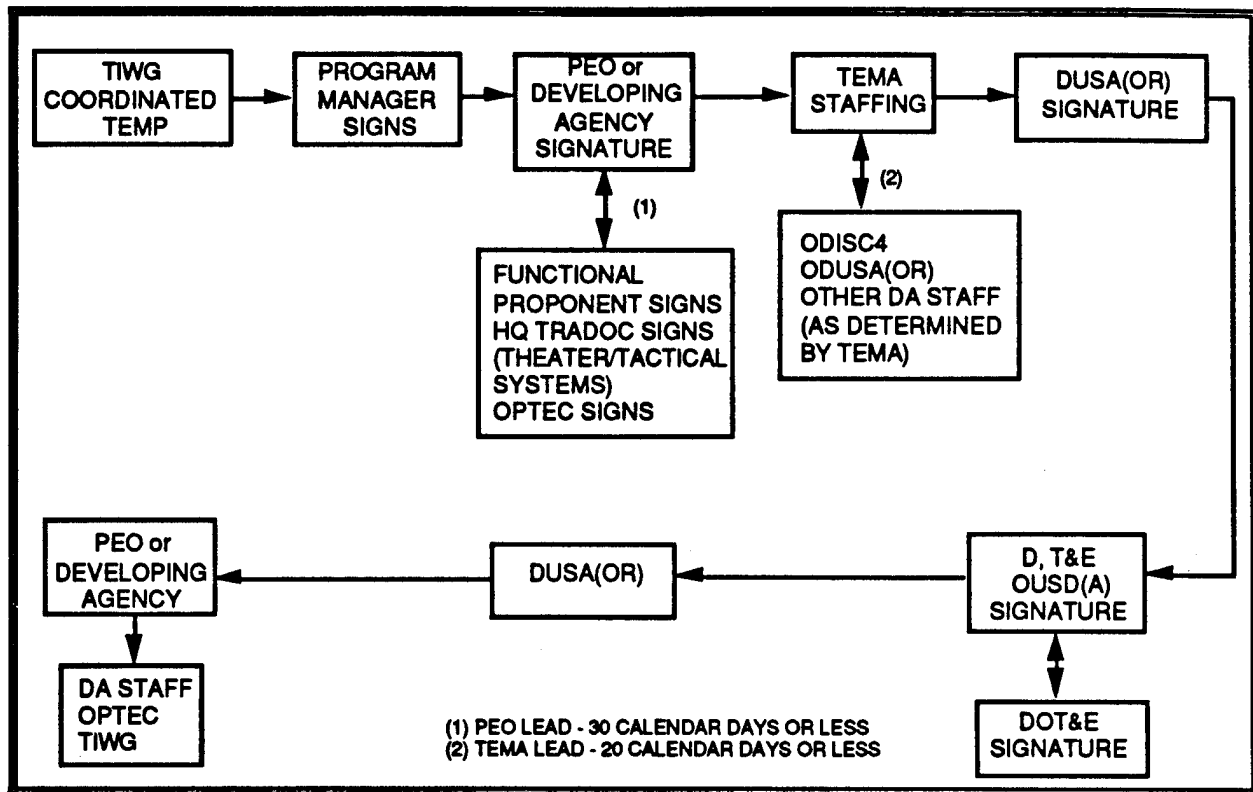 TIWG
COORDINATED
TEMP
PROGRAM
MANAGER
SIGNS
PEO or
DEVELOPING
AGENCY
SIGNATURE
TEMA
STAFFING
DUSA(OR)
SIGNATURE
(1)
(2)
FUNCTIONAL
PROPONENT SIGNS
HQ TRADOC SIGNS
(THEATER/TACTICAL
SYSTEMS)
OPTEC SIGNS
ODISC4
ODUSA(OR)
OTHER DA STAFF
(AS DETERMINED
BY TEMA)
PEO or
DEVELOPING
AGENCY
DUSA(OR)
D, T&E
OUSD(A)
SIGNATURE
DA STAFF
OPTEC
TIWG
(1) PEO LEAD - 30 CALENDAR DAYS OR LESS
(2) TEMA LEAD - 20 CALENDAR DAYS OR LESS
DOT&E
SIGNATURE